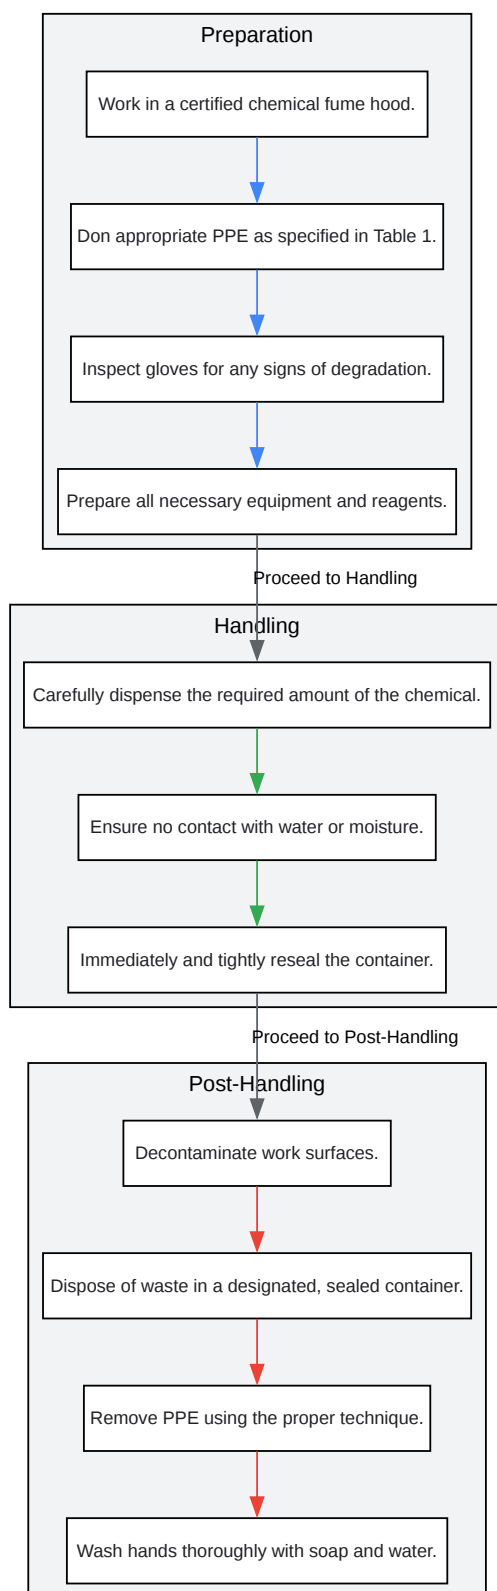 Preparation
Work in a certified chemical fume hood.
Don appropriate PPE as specified in Table 1.
Inspect gloves for any signs of degradation.
Prepare all necessary equipment and reagents.
Proceed to Handling
Handling
Carefully dispense the required amount of the chemical.
Ensure no contact with water or moisture.
Immediately and tightly reseal the container.
Proceed to Post-Handling
Post-Handling
Decontaminate work surfaces.
Dispose of waste in a designated, sealed container.
Remove PPE using the proper technique.
Wash hands thoroughly with soap and water.